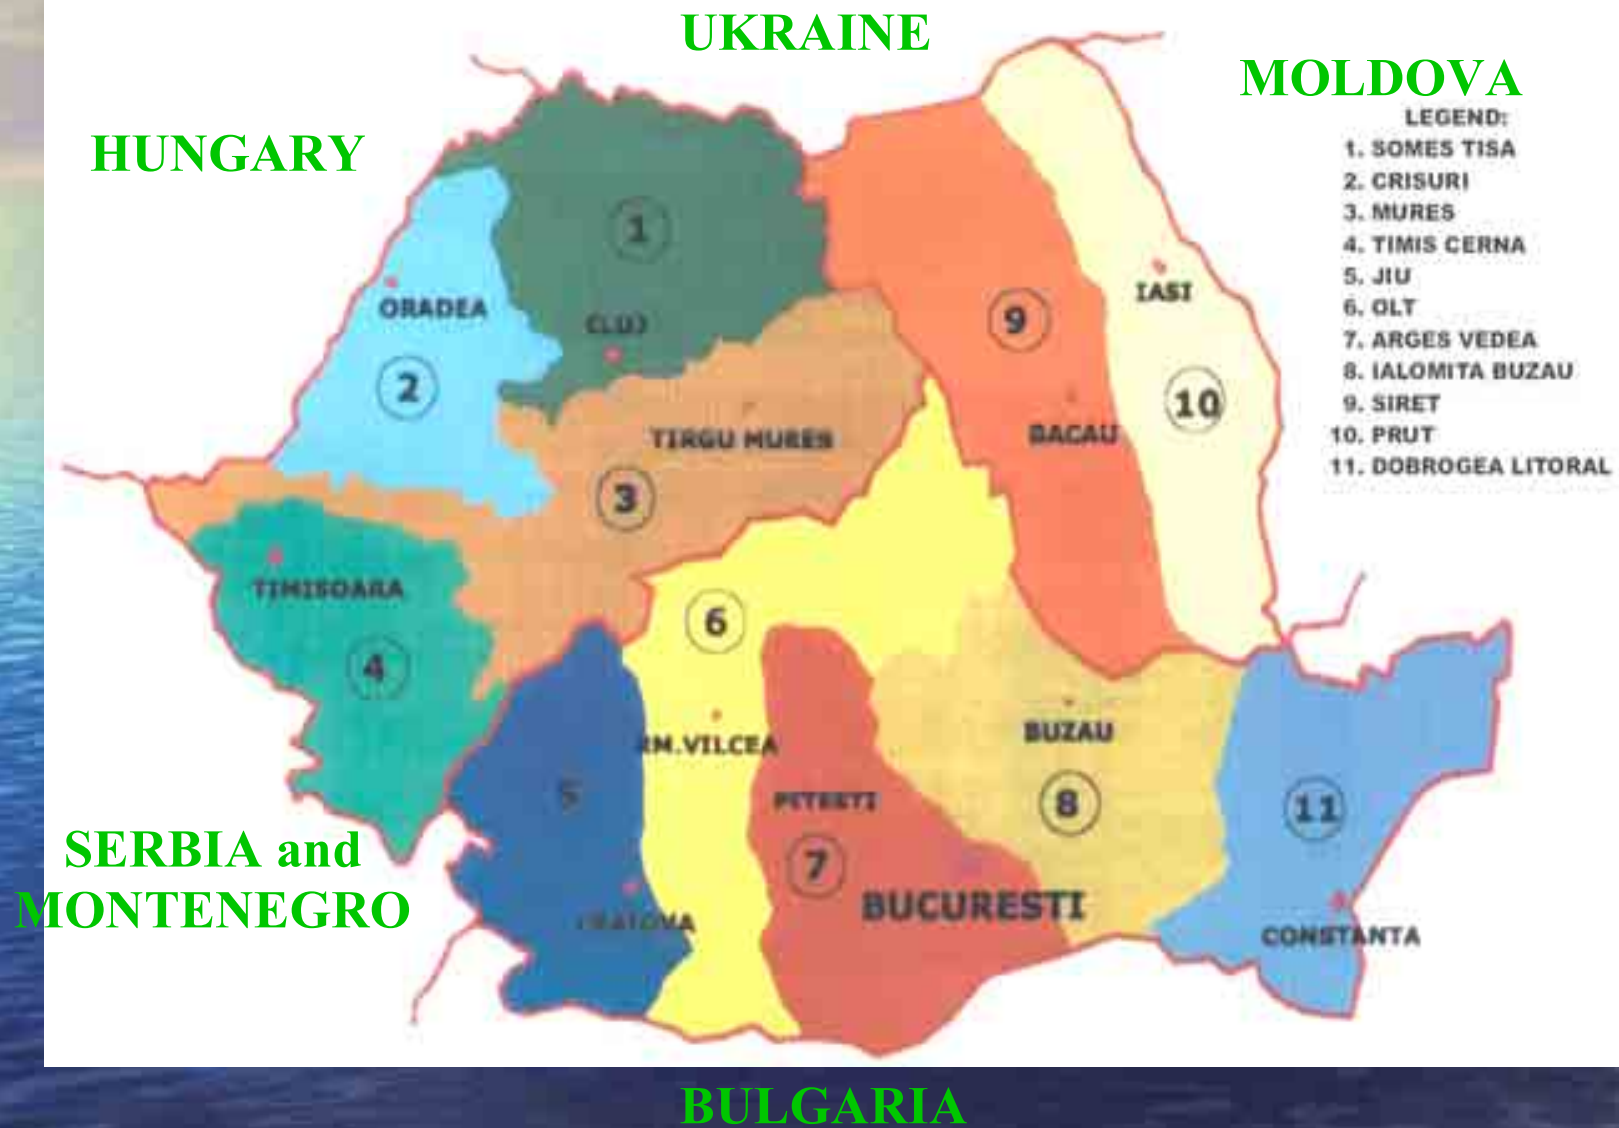 UKRAINE
MOLDOVA
HUNGARY
LEGEND:
1. SOMES TISA
2. CRISURI
3. MURES
4. TIMIS CERNA
5. JIU
6. OLT
7. ARGES VEDEA
8. IALOMITA BUZAU
9. SIRET
10. PRUT
11. DOBROGEA LITORAL
1
IASI
ORADEA
CLUJ
9
2
10
TIRGU MURES
BACAU
3
TIMISOARA
6
4
BUZAU
RM.VILCEA
5
PITESTI
8
11
SERBIA and
MONTENEGRO
7
BUCURESTI
CRAIOVA
CONSTANTA
BULGARIA